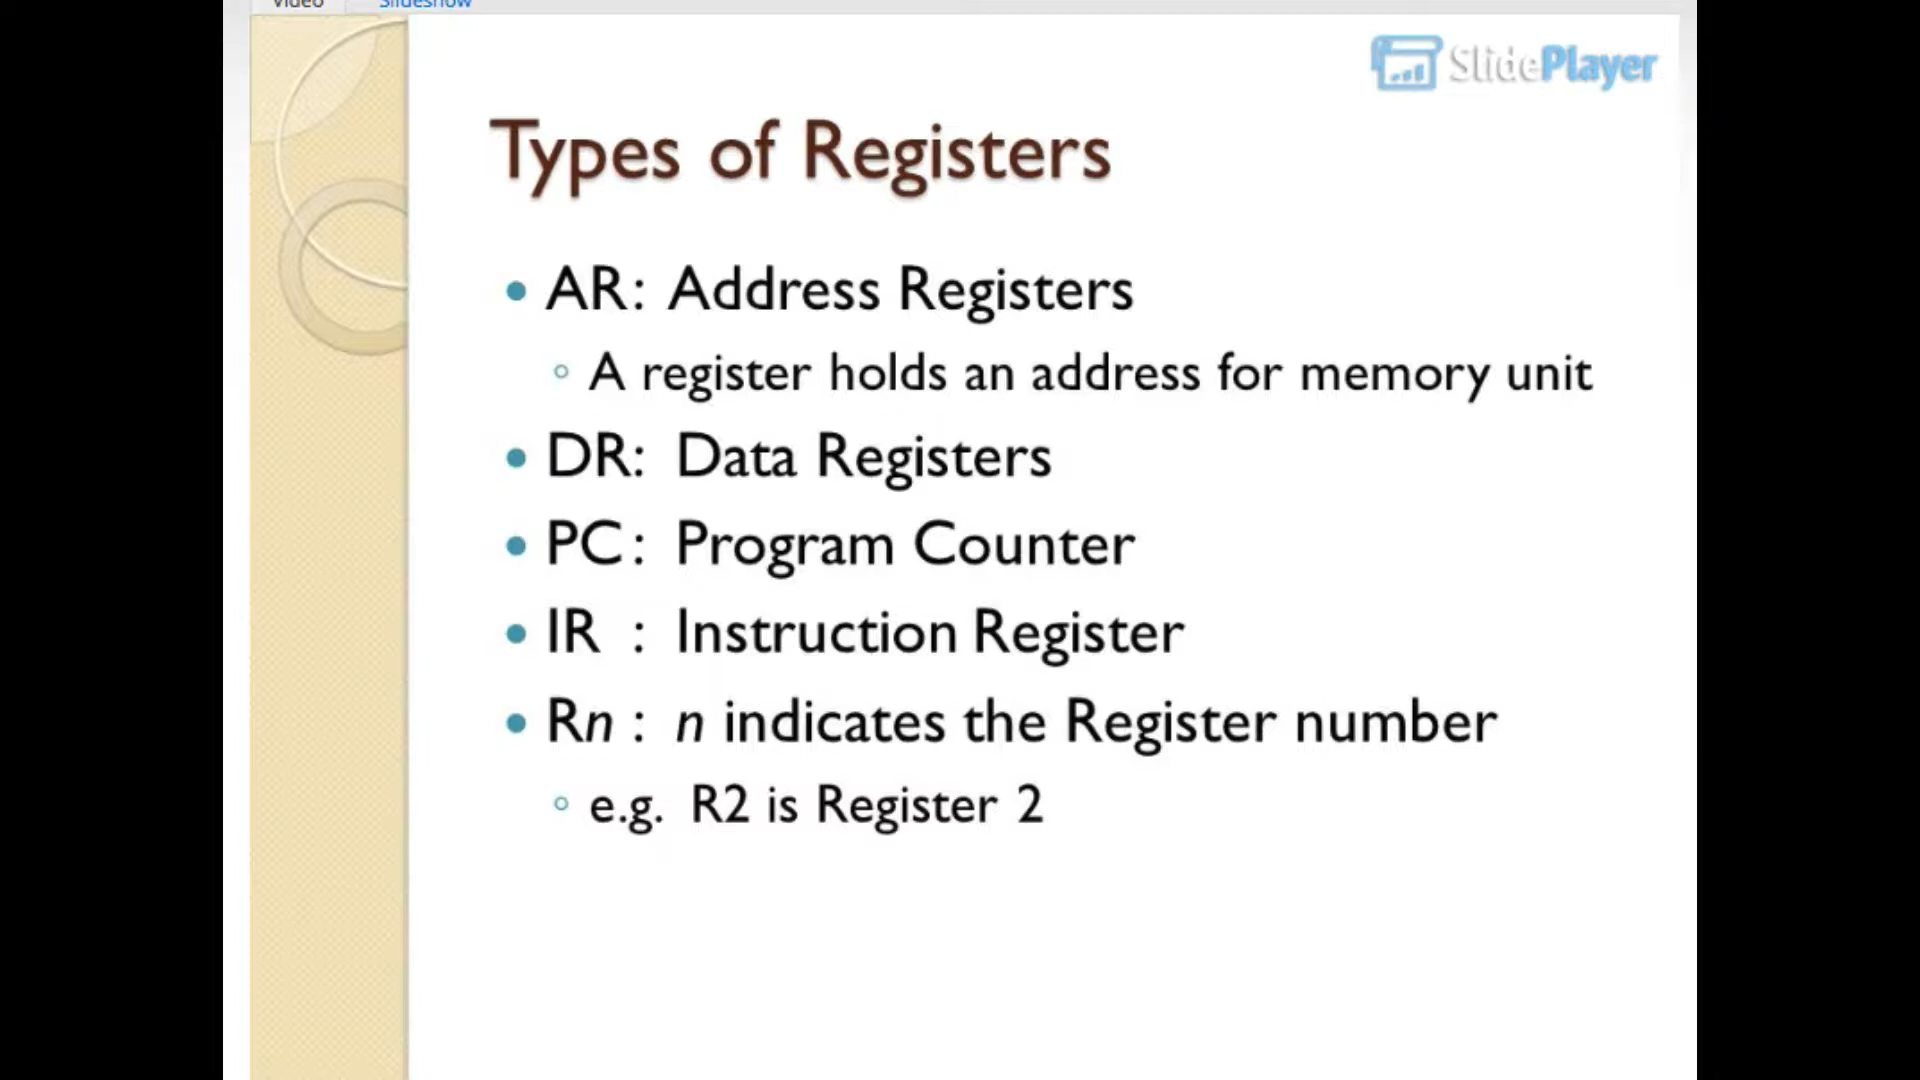 Video Slideshow
SlidePlayer
Types of Registers
• AR: Address Registers
◦ A register holds an address for memory unit
• DR: Data Registers
• PC: Program Counter
• IR : Instruction Register
• Rn : n indicates the Register number
◦ e.g. R2 is Register 2